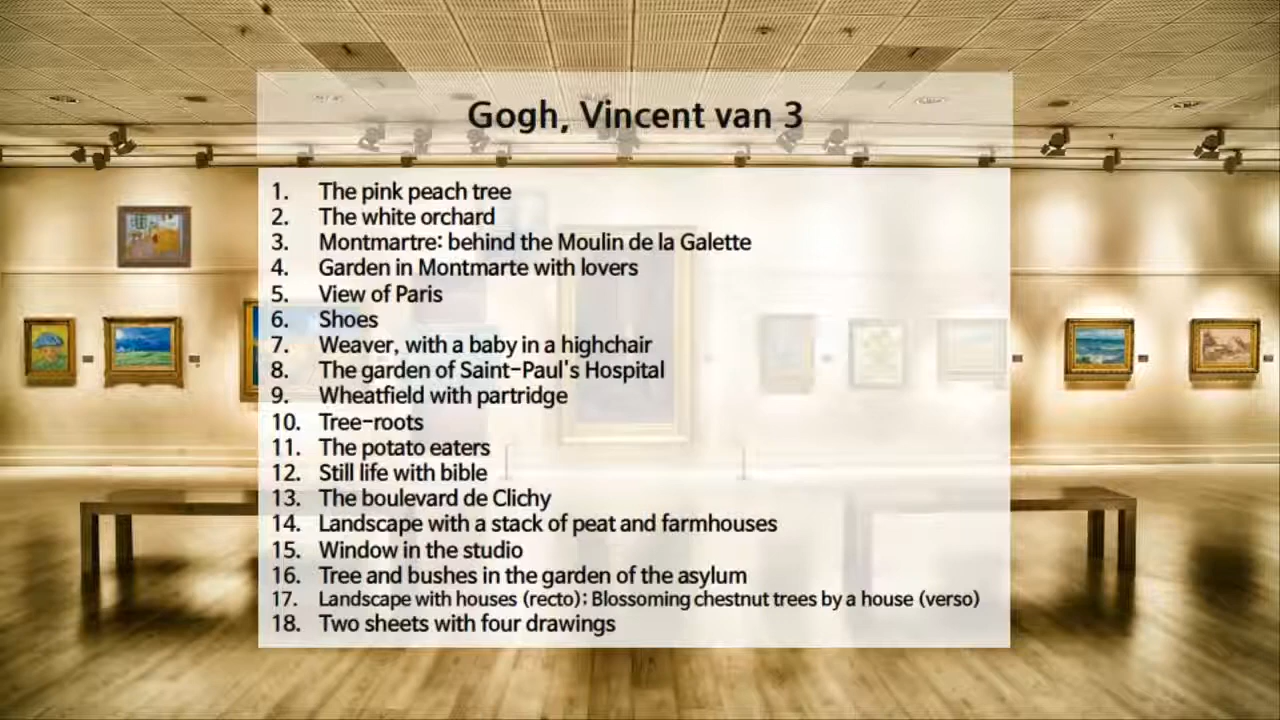 Gogh, Vincent van 3
1. The pink peach tree
2. The white orchard
3. Montmartre: behind the Moulin de la Galette
4. Garden in Montmarte with lovers
5. View of Paris
6. Shoes
7. Weaver, with a baby in a highchair
8. The garden of Saint-Paul's Hospital
9. Wheatfield with partridge
10. Tree-roots
11. The potato eaters
12. Still life with bible
13. The boulevard de Clichy
14. Landscape with a stack of peat and farmhouses
15. Window in the studio
16. Tree and bushes in the garden of the asylum
17. Landscape with houses (recto); Blossoming chestnut trees by a house (verso)
18. Two sheets with four drawings